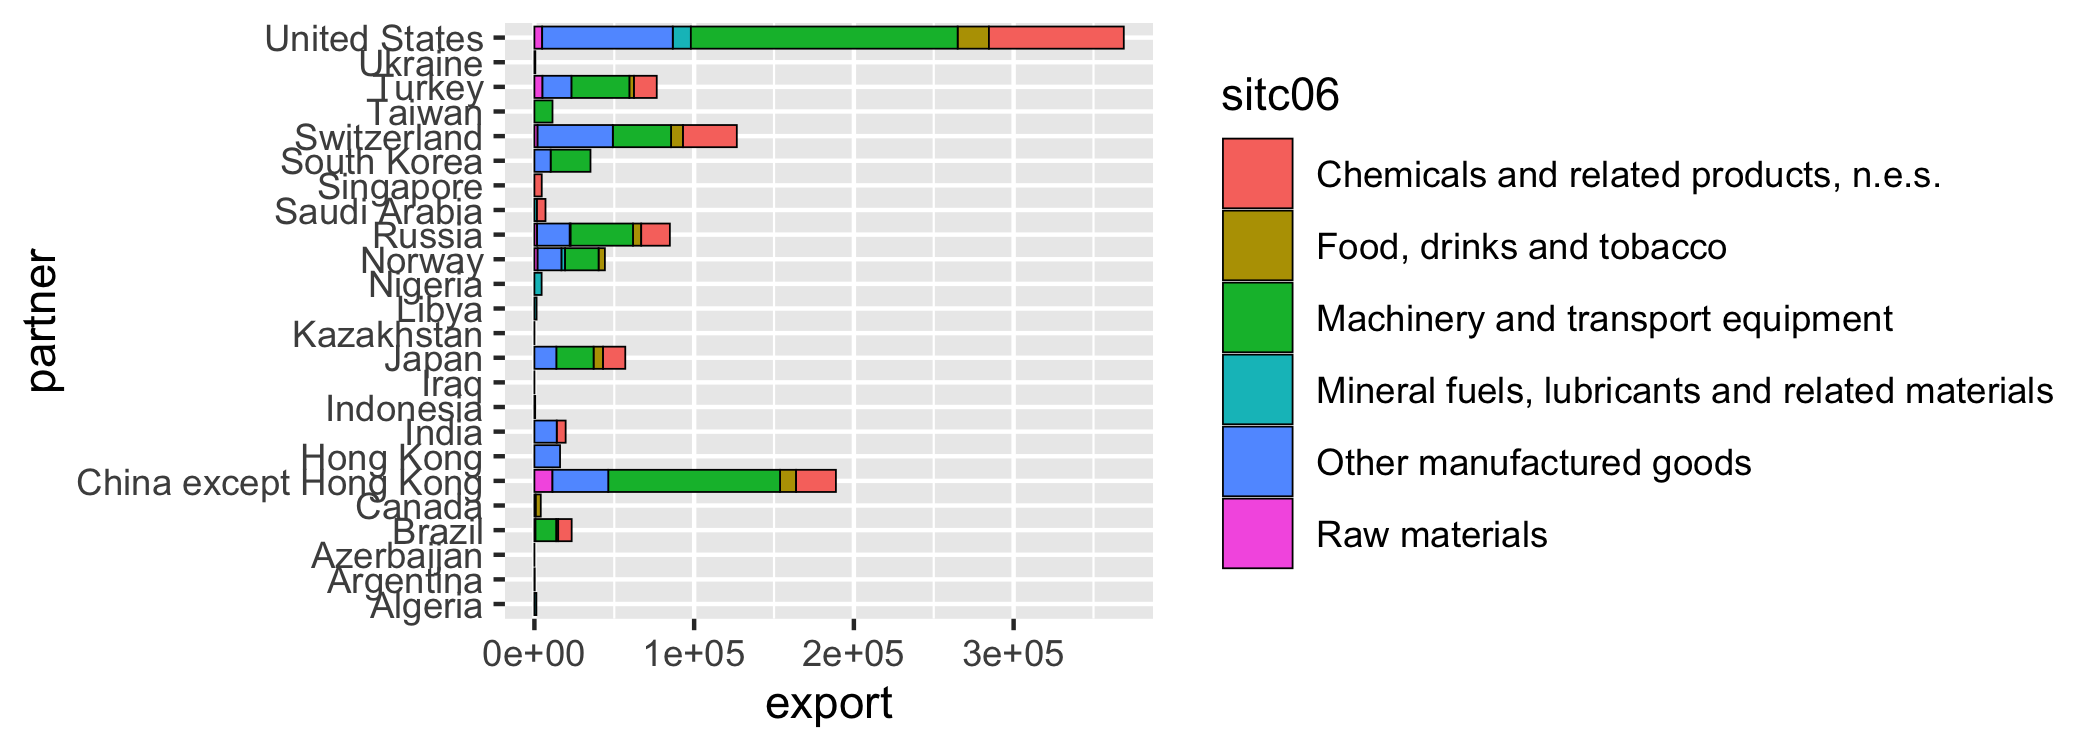 partner
United States
Ukraine
Turkey
Taiwan
Switzerland
South Korea
Singapore
Saudi Arabia
Russia
Norway
Nigeria
Libya
Kazakhstan
Japan
Iraq
Indonesia
India
Hong Kong
China except Hong Kong
Canada
Brazil
Azerbaijan
Argentina
Algeria
0e+00 1e+05 2e+05 3e+05
export
sitc06
Chemicals and related products, n.e.s.
Food, drinks and tobacco
Machinery and transport equipment
Mineral fuels, lubricants and related materials
Other manufactured goods
Raw materials